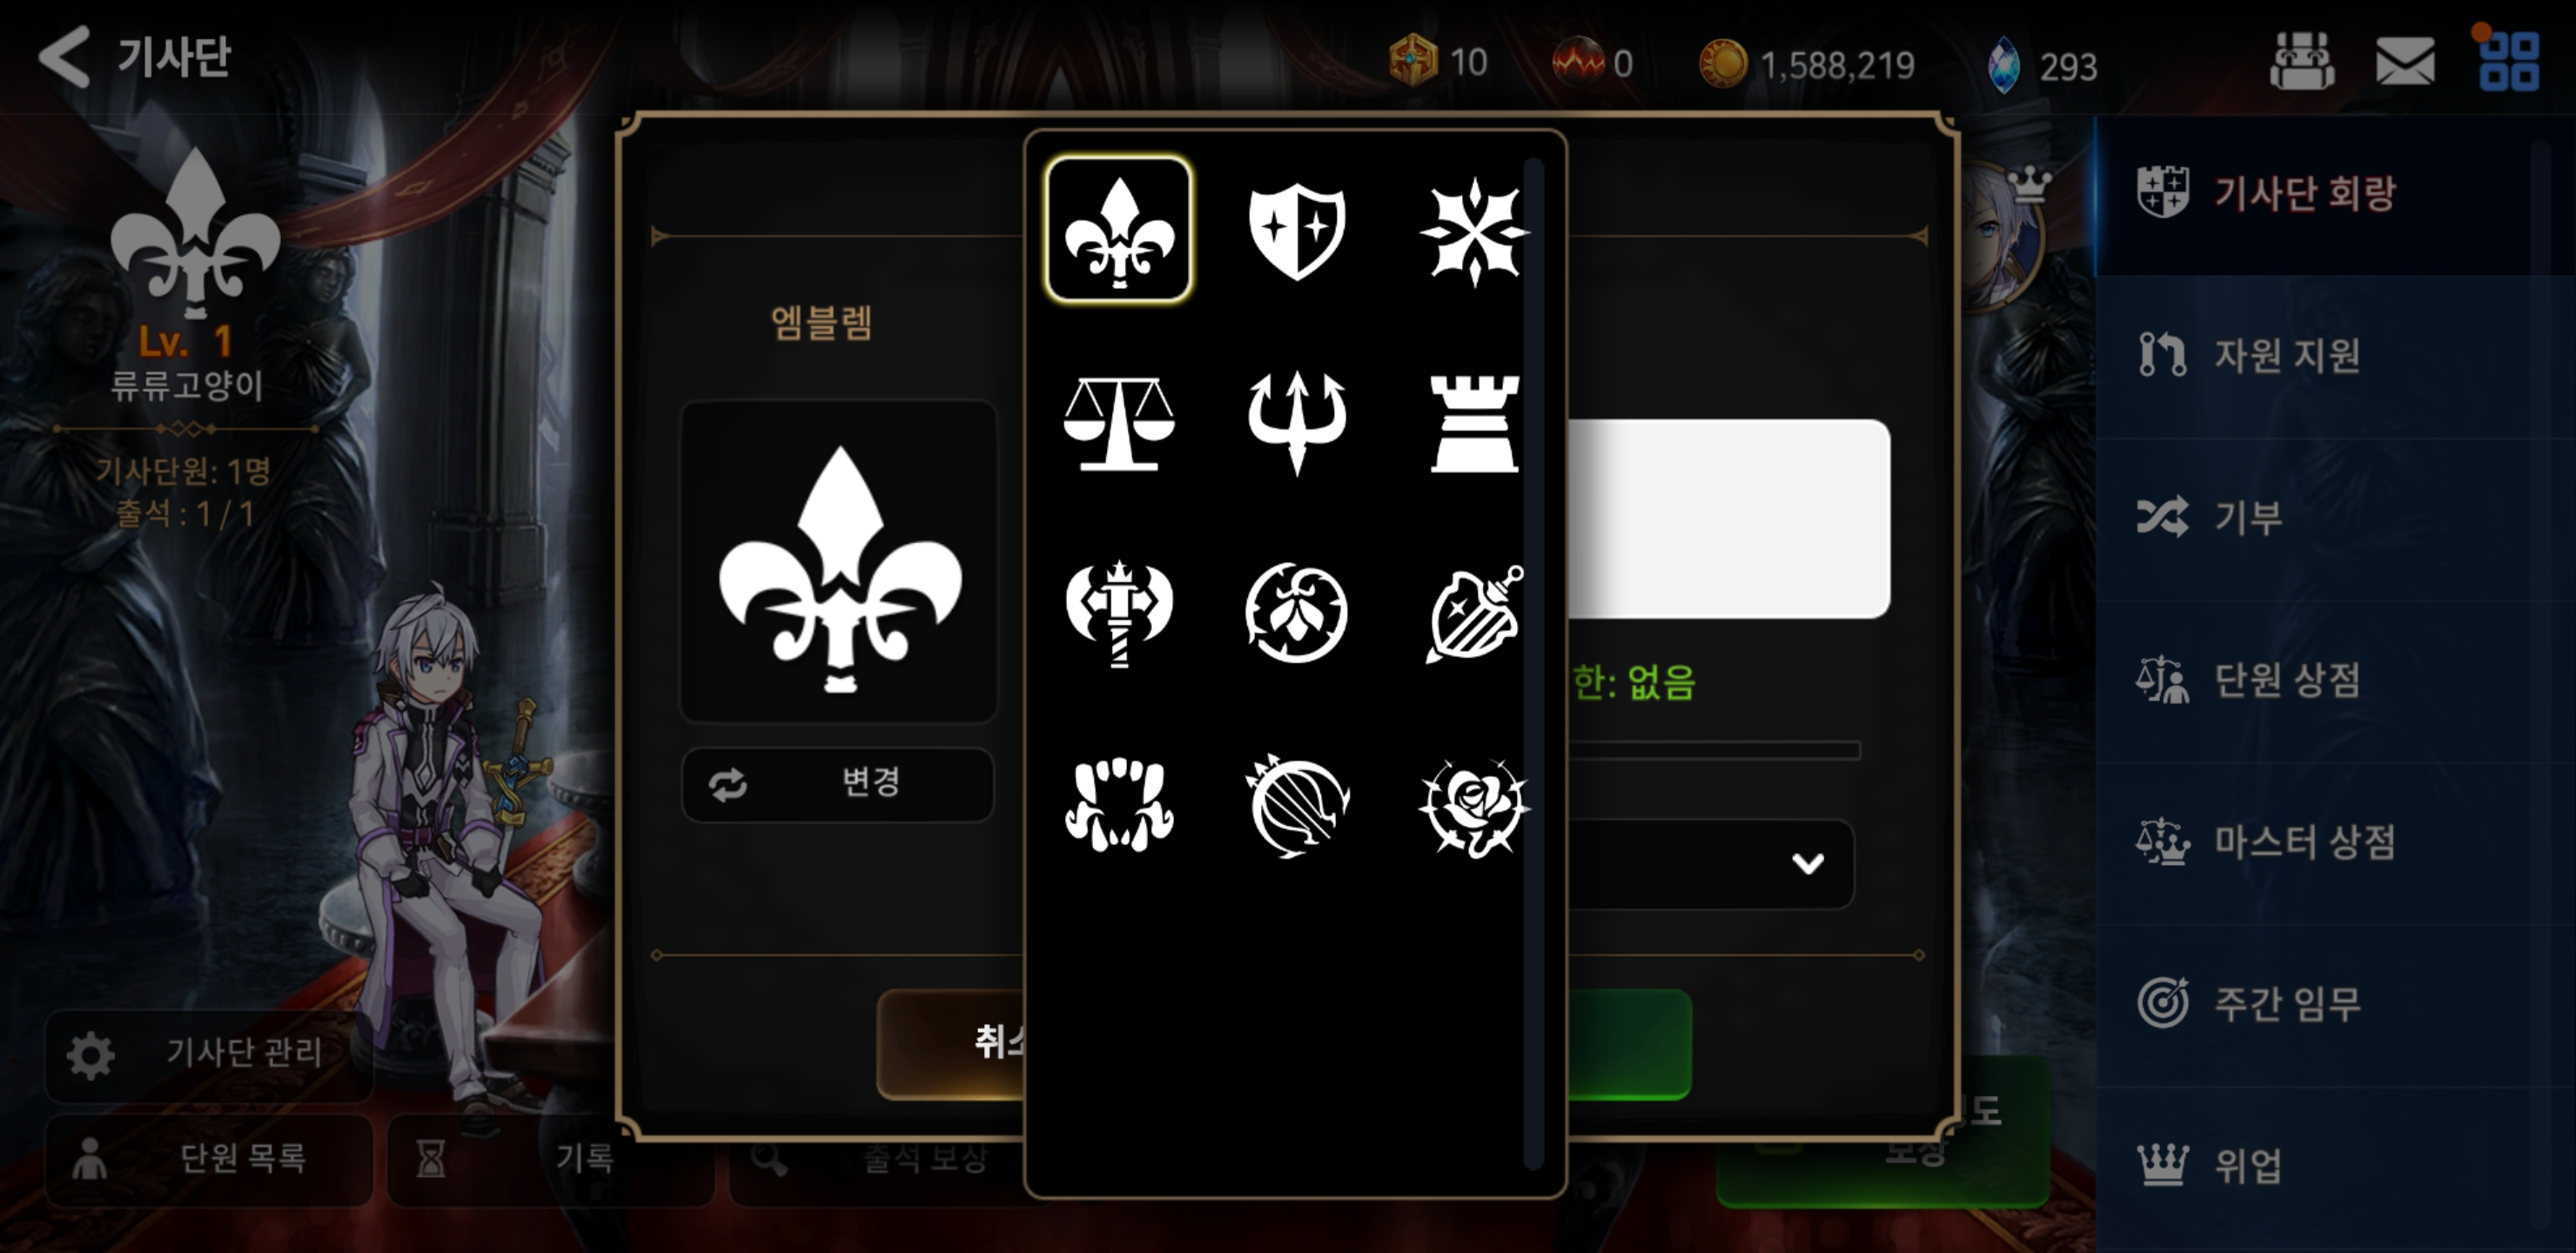 기사단
10
0
1,588,219
293
Lv. 1
류류고양이
기사단원: 1명
출석 : 1 / 1
기사단 관리
단원 목록
기록
출석 보상
엠블렘
변경
한: 없음
보상
기사단 회랑
자원 지원
기부
단원 상점
마스터 상점
주간 임무
위업